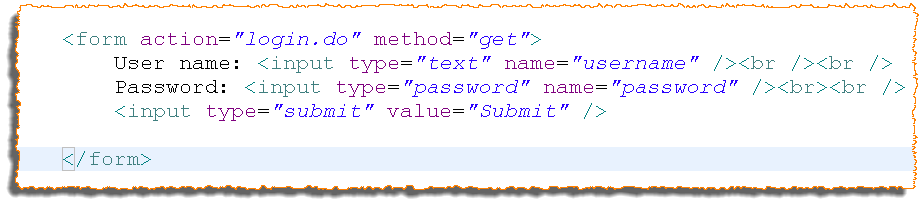 <form action="login.do" method="get">
User name: <input type="text" name="username" /><br /><br />
Password: <input type="password" name="password" /><br><br />
<input type="submit" value="Submit" />
</form>